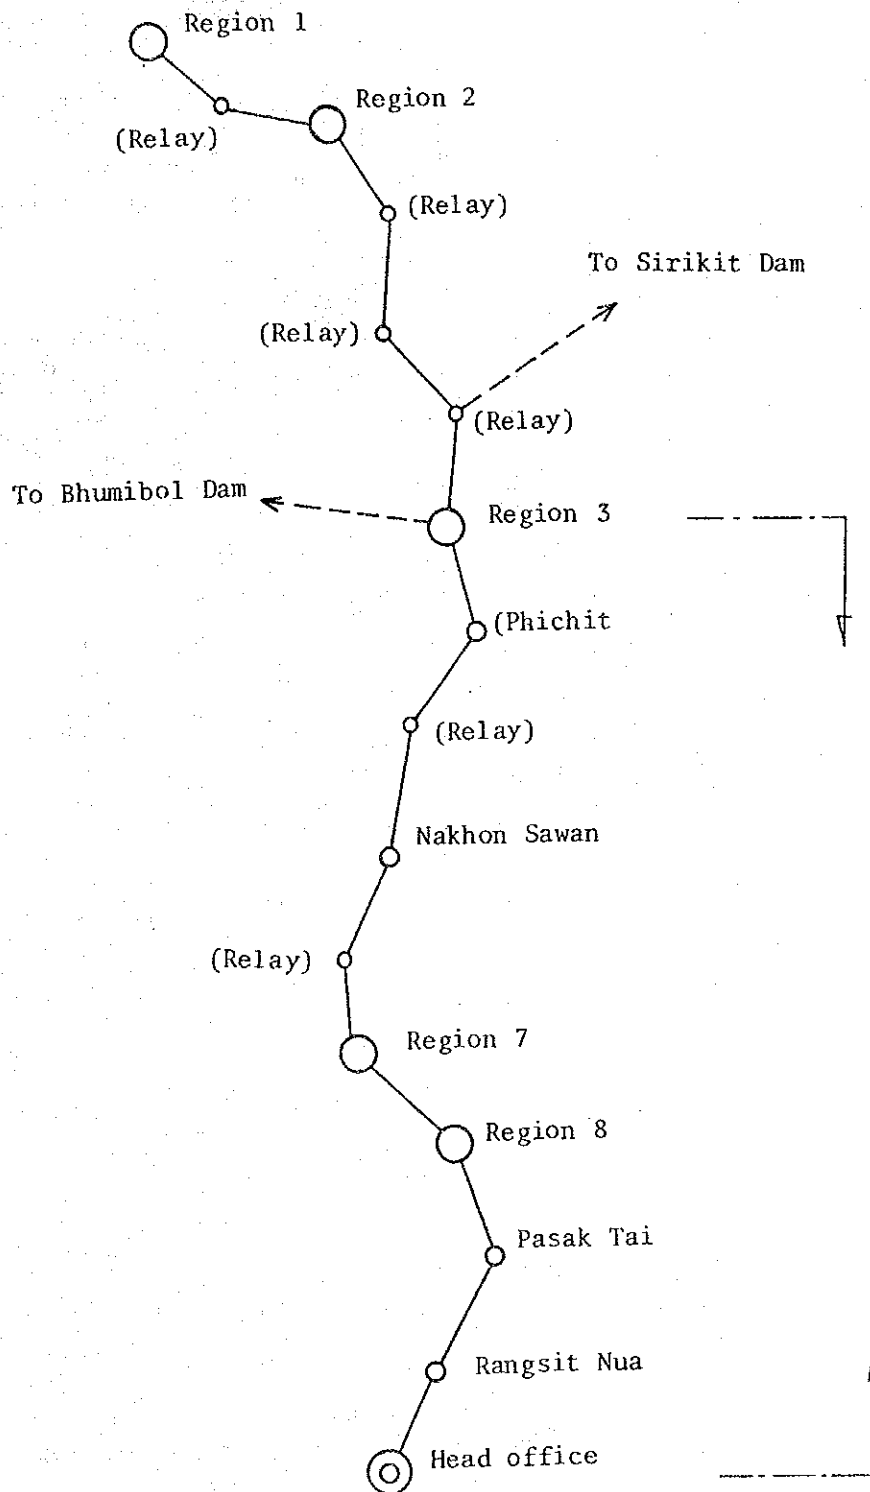 Region 1
Region 2
(Relay)
(Relay)
To Sirikit Dam
(Relay)
(Relay)
To Bhumibol Dam
Region 3
(Phichit
(Relay)
Nakhon Sawan
(Relay)
Region 7
Region 8
Pasak Tai
Rangsit Nua
Head office